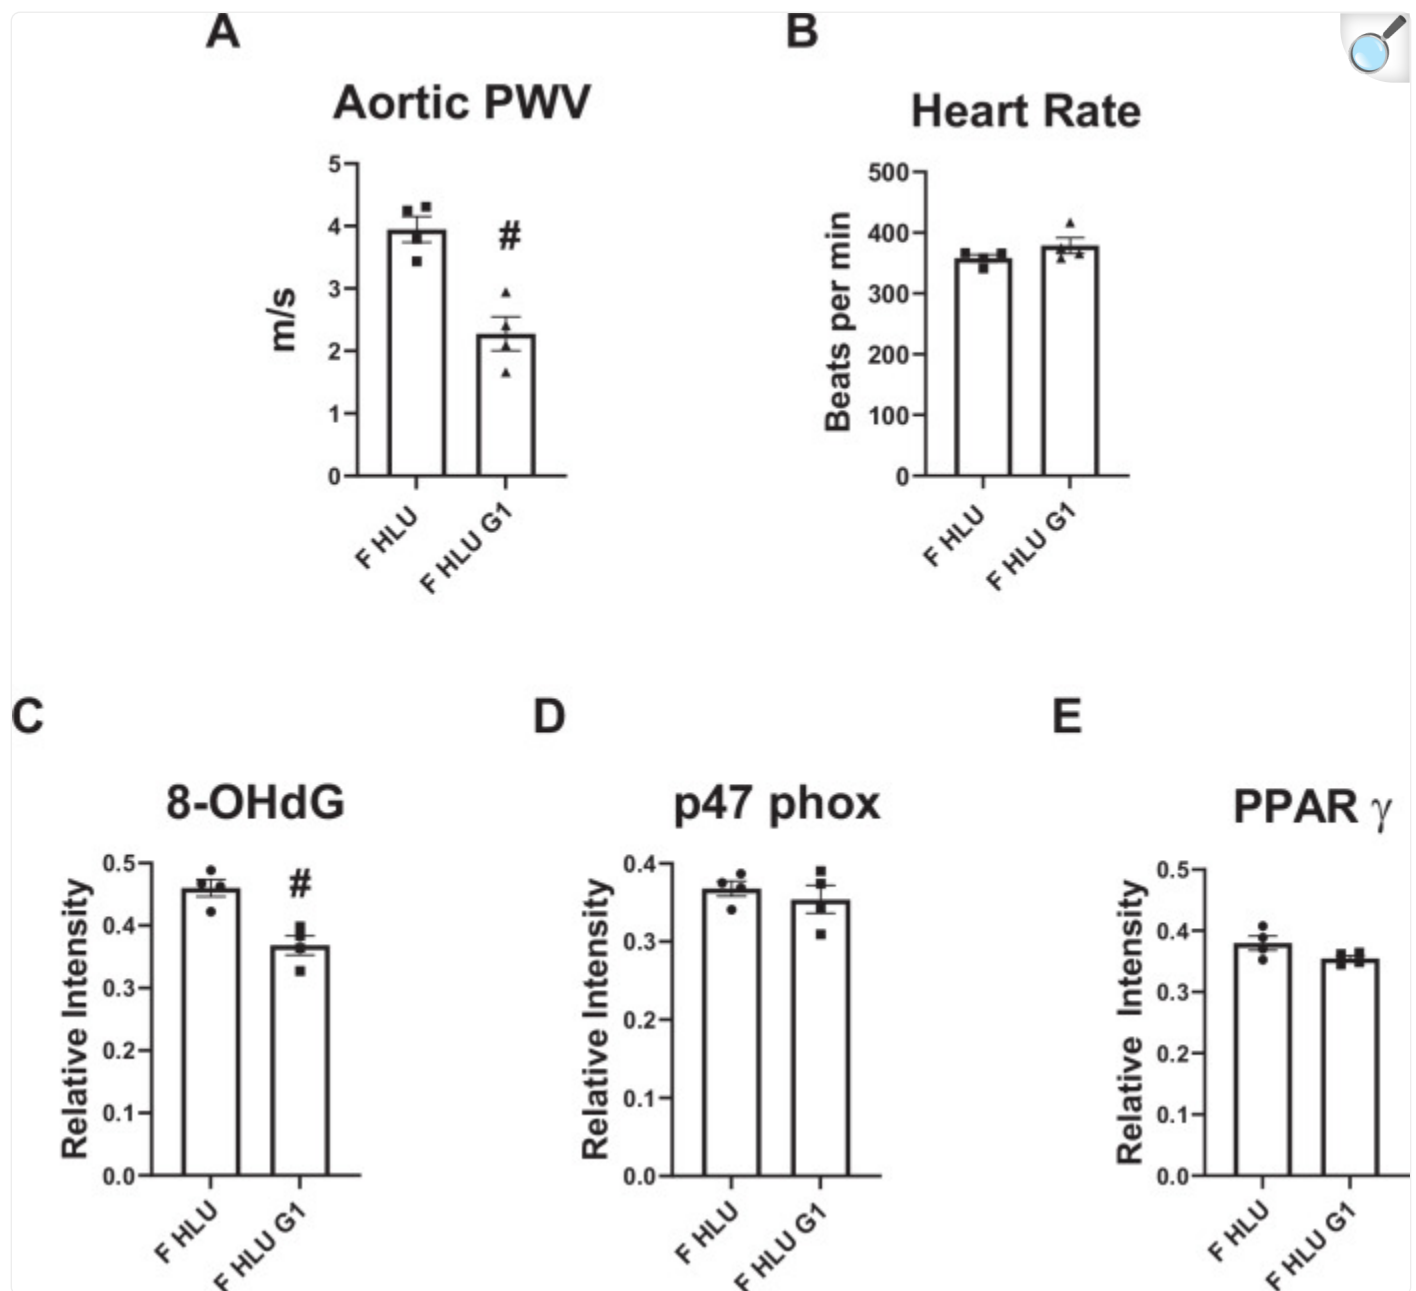 A
B
Aortic PWV
Heart Rate
5
4
3
2
1
0
m/s
#
F HLU
F HLU G1
500
400
300
200
100
0
Beats per min
F HLU
F HLU G1
C
D
E
8-OHdG
p47 phox
PPAR γ
0.5
0.4
0.3
0.2
0.1
0.0
Relative Intensity
#
F HLU
F HLU G1
0.4
0.3
0.2
0.1
0.0
Relative Intensity
F HLU
F HLU G1
0.5
0.4
0.3
0.2
0.1
0.0
Relative Intensity
F HLU
F HLU G1